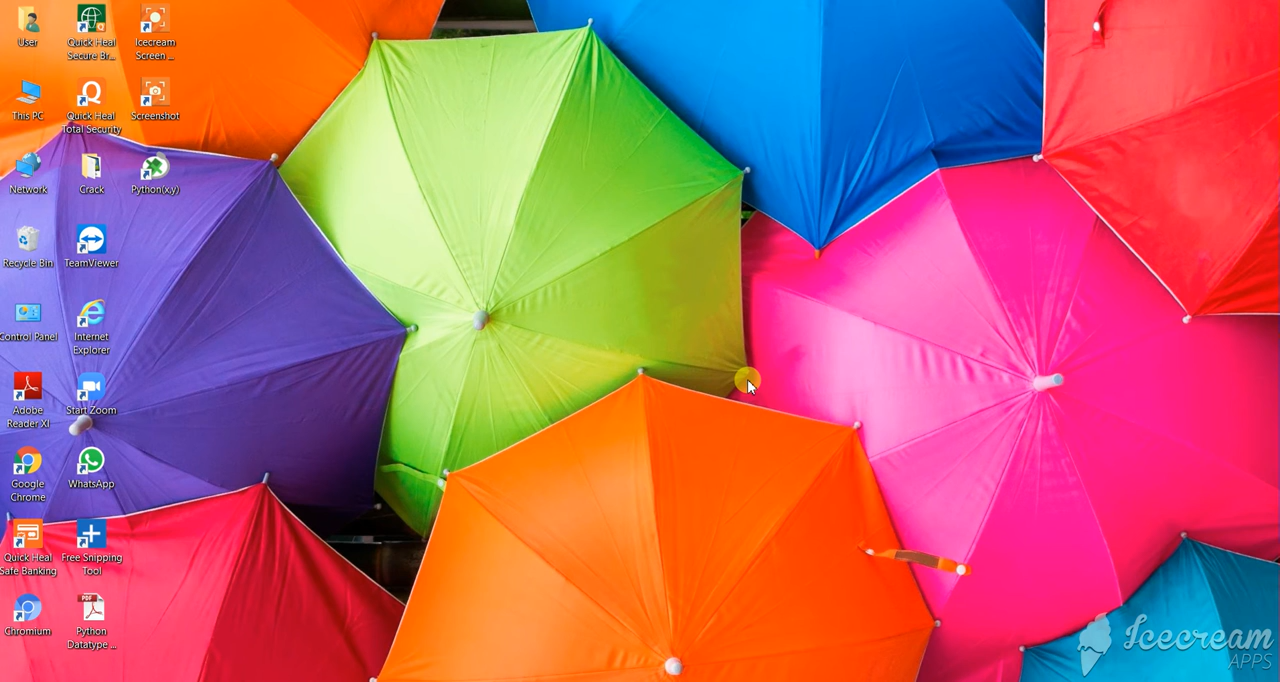 User
Quick Heal
Secure Br...
Icecream
Screen ...
This PC
Quick Heal
Total Security
Screenshot
Network
Crack
Python(x,y)
Recycle Bin
TeamViewer
Control Panel
Internet
Explorer
Adobe
Reader XI
Start Zoom
Google
Chrome
WhatsApp
Quick Heal
Safe Banking
Free Snipping
Tool
Chromium
PDF
Python
Datatype ...
Icecream
APPS